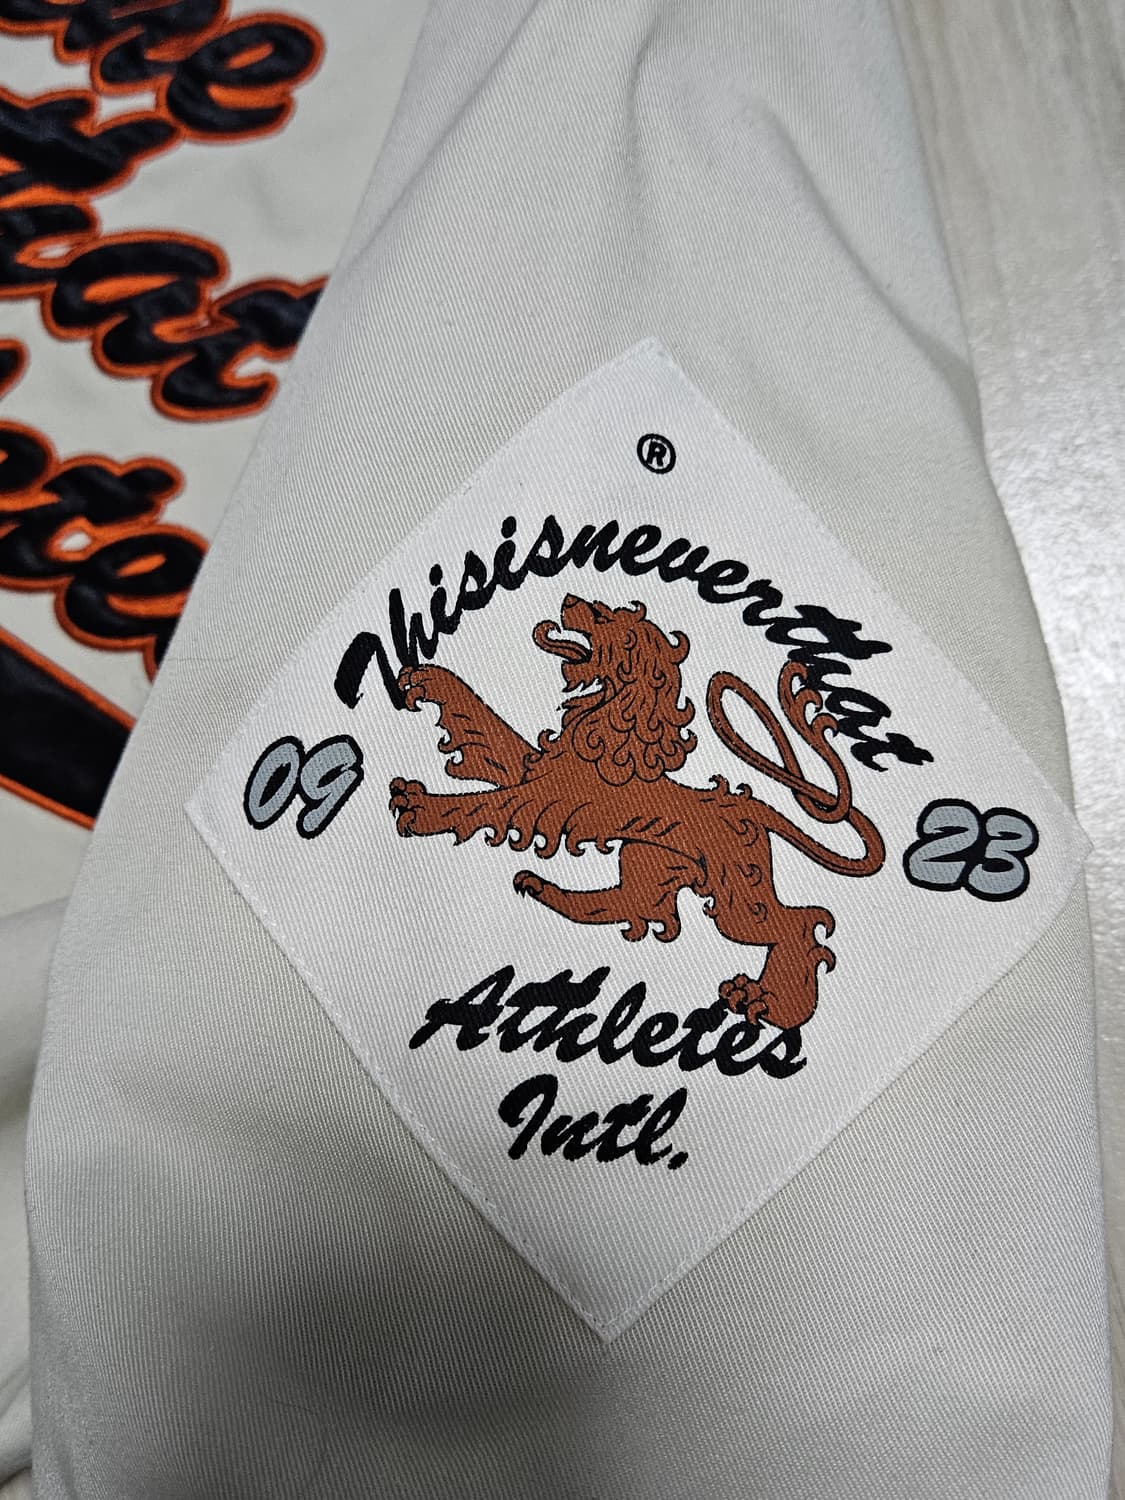 ®
Thisisneverthat
09
23
Athletes
Intl.